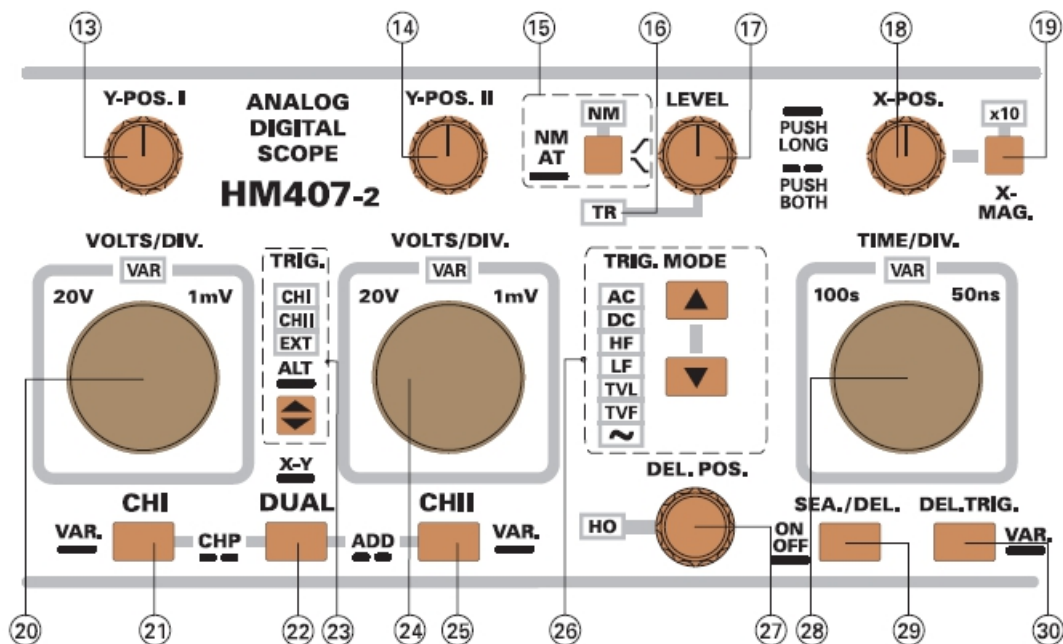 13 14 15 16 17 18 19
Y-POS. I
ANALOG
DIGITAL
SCOPE
HM407-2
Y-POS. II
NM
AT
NM
LEVEL
TR
PUSH
LONG
PUSH
BOTH
X-POS.
x10
X-
MAG.
VOLTS/DIV.
VAR
20V 1mV
TRIG.
CHI
CHII
EXT
ALT
VOLTS/DIV.
VAR
20V 1mV
TRIG. MODE
AC
DC
HF
LF
TVL
TVF
~
TIME/DIV.
VAR
100s 50ns
X-Y
CHI
DUAL
CHII
VAR.
CHP
ADD
VAR.
DEL. POS.
HO
ON
OFF
SEA./DEL.
DEL.TRIG.
VAR.
20 21 22 23 24 25 26 27 28 29 30